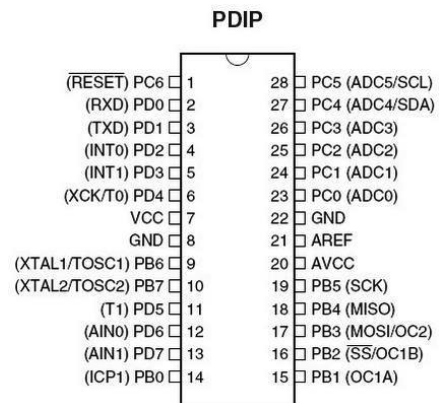 PDIP
(RESET) PC6 1 28 PC5 (ADC5/SCL)
(RXD) PD0 2 27 PC4 (ADC4/SDA)
(TXD) PD1 3 26 PC3 (ADC3)
(INT0) PD2 4 25 PC2 (ADC2)
(INT1) PD3 5 24 PC1 (ADC1)
(XCK/T0) PD4 6 23 PC0 (ADC0)
VCC 7 22 GND
GND 8 21 AREF
(XTAL1/TOSC1) PB6 9 20 AVCC
(XTAL2/TOSC2) PB7 10 19 PB5 (SCK)
(T1) PD5 11 18 PB4 (MISO)
(AIN0) PD6 12 17 PB3 (MOSI/OC2)
(AIN1) PD7 13 16 PB2 (SS/OC1B)
(ICP1) PB0 14 15 PB1 (OC1A)